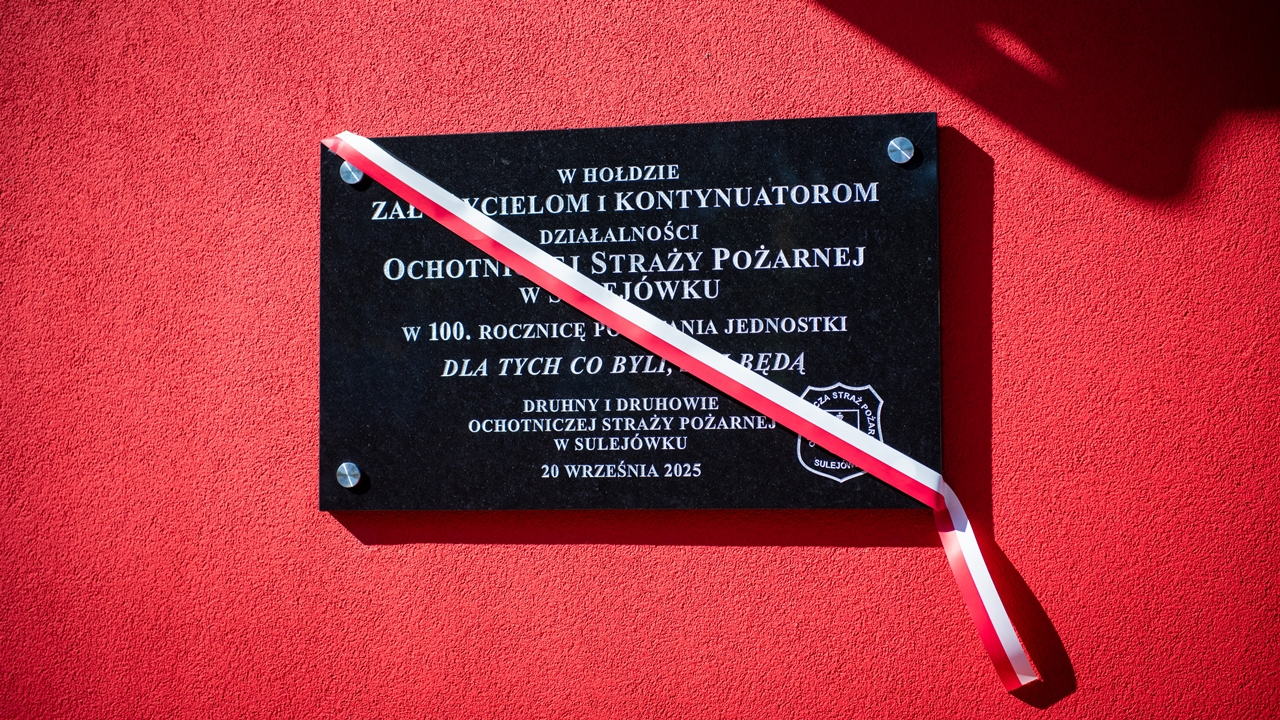 W HOŁDZIE
I KONTYNUATOROM
DZIAŁALNOŚCI
STRAŻY POŻARNEJ
W
W 100. ROCZNICĘ JEDNOSTKI
DLA TYCH CO BYLI, BĘDĄ
DRUHNY I DRUHOWIE
OCHOTNICZEJ STRAŻY POŻARNEJ
W SULEJÓWKU
20 WRZEŚNIA 2025
STRAŻ